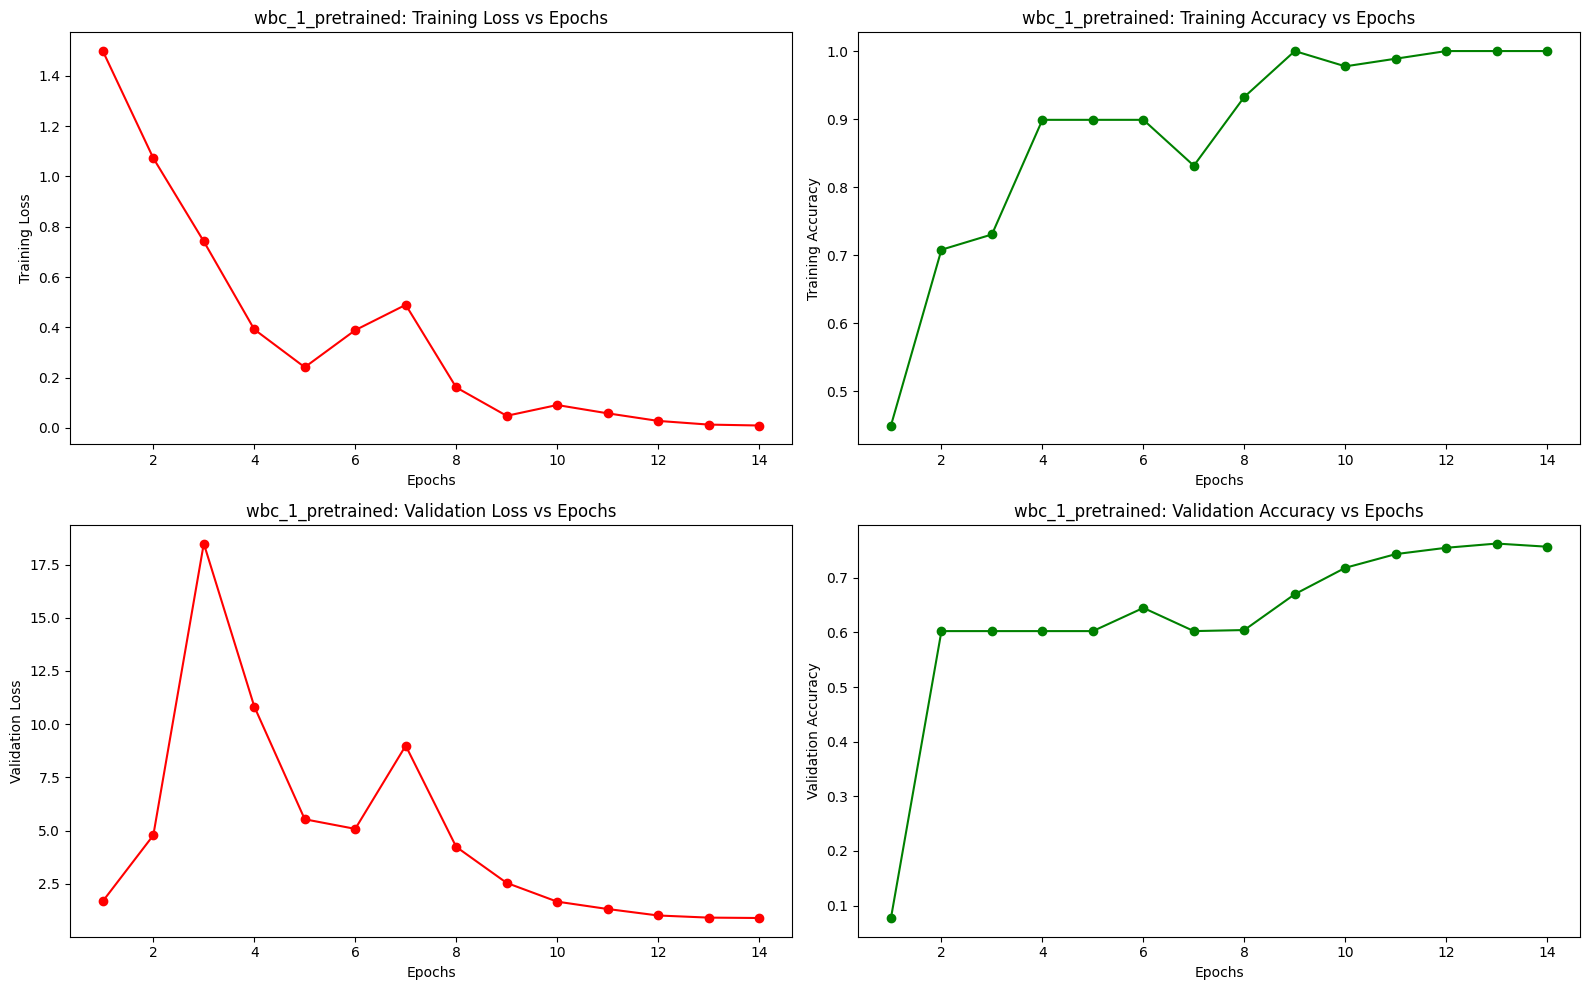 wbc_1_pretrained: Training Loss vs Epochs
1.4
1.2
1.0
0.8
0.6
0.4
0.2
0.0
Training Loss
2 4 6 8 10 12 14
Epochs
wbc_1_pretrained: Training Accuracy vs Epochs
1.0
0.9
0.8
0.7
0.6
0.5
Training Accuracy
2 4 6 8 10 12 14
Epochs
wbc_1_pretrained: Validation Loss vs Epochs
17.5
15.0
12.5
10.0
7.5
5.0
2.5
Validation Loss
2 4 6 8 10 12 14
Epochs
wbc_1_pretrained: Validation Accuracy vs Epochs
0.7
0.6
0.5
0.4
0.3
0.2
0.1
Validation Accuracy
2 4 6 8 10 12 14
Epochs